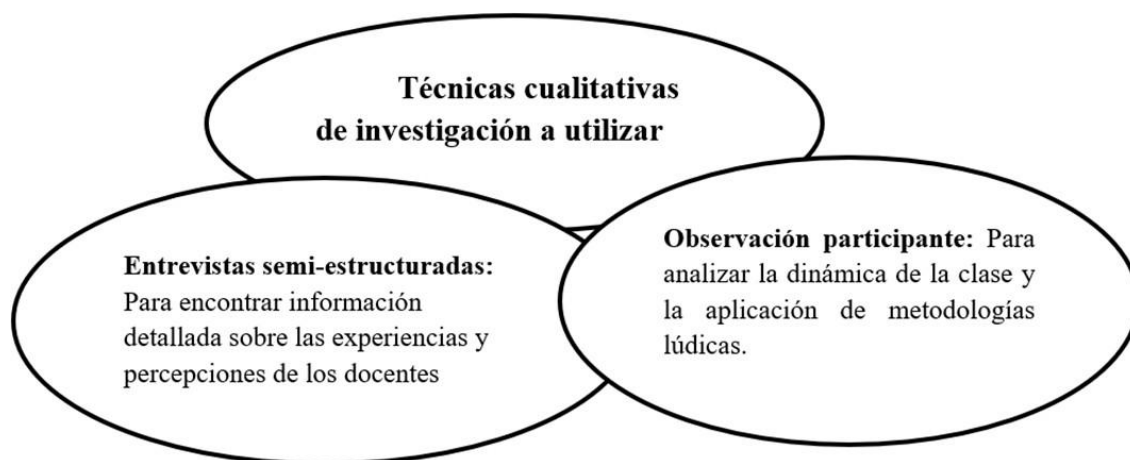 Técnicas cualitativas
de investigación a utilizar
Entrevistas semi-estructuradas:
Para encontrar información
detallada sobre las experiencias y
percepciones de los docentes
Observación participante: Para
analizar la dinámica de la clase y
la aplicación de metodologías
lúdicas.